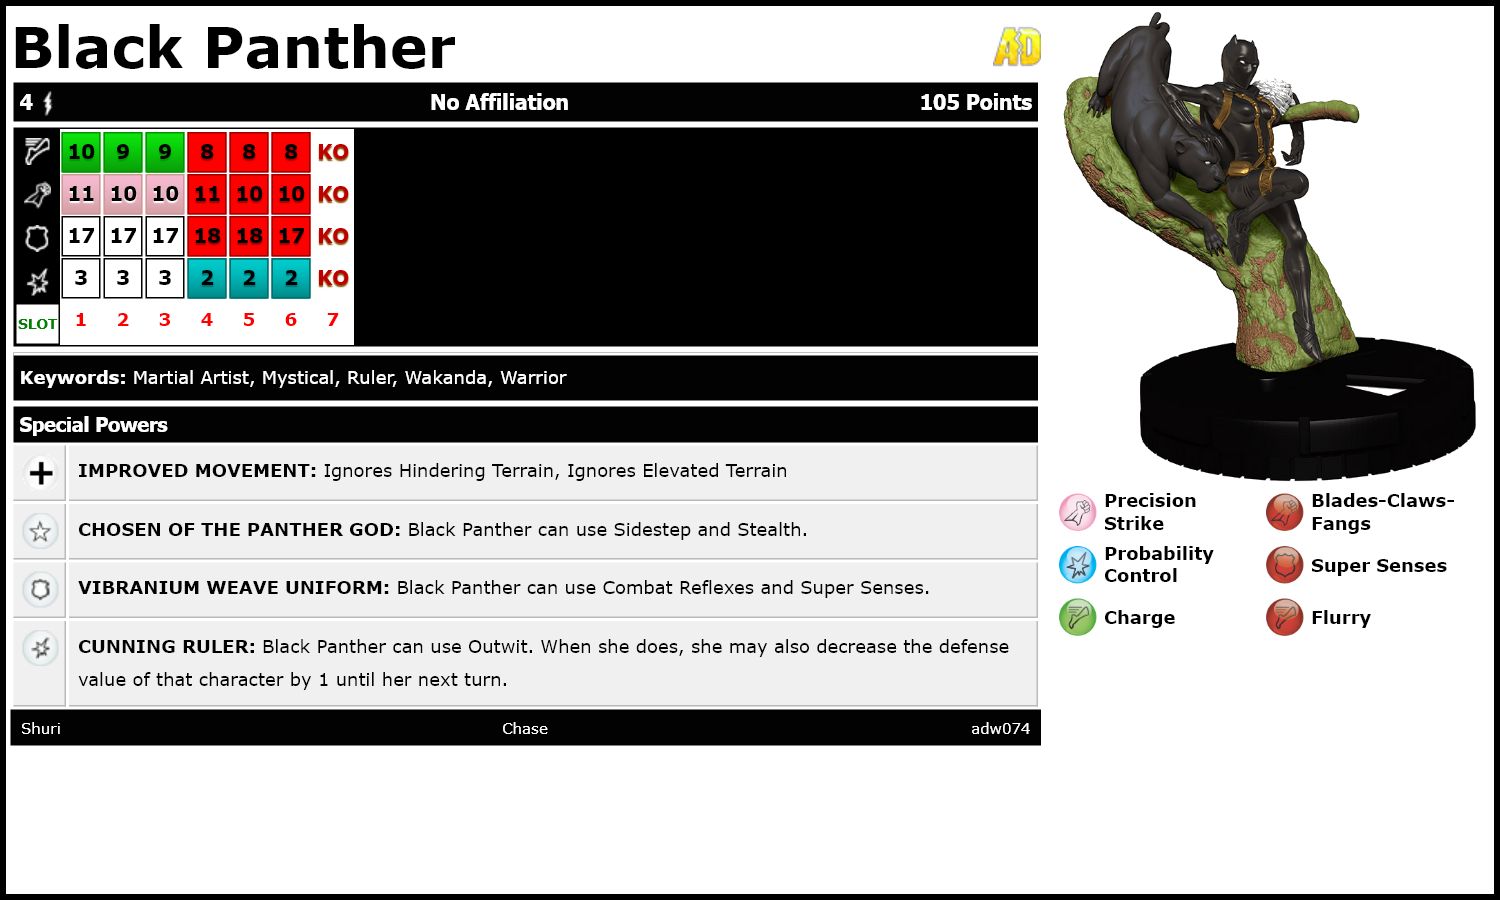 Black Panther
AD
4 No Affiliation 105 Points
10 9 9 8 8 8 KO
11 10 10 11 10 10 KO
17 17 17 18 18 17 KO
3 3 3 2 2 2 KO
SLOT 1 2 3 4 5 6 7
Keywords: Martial Artist, Mystical, Ruler, Wakanda, Warrior
Special Powers
IMPROVED MOVEMENT: Ignores Hindering Terrain, Ignores Elevated Terrain
CHOSEN OF THE PANTHER GOD: Black Panther can use Sidestep and Stealth.
VIBRANIUM WEAVE UNIFORM: Black Panther can use Combat Reflexes and Super Senses.
CUNNING RULER: Black Panther can use Outwit. When she does, she may also decrease the defense
value of that character by 1 until her next turn.
Shuri Chase adw074
Precision
Strike
Blades-Claws-
Fangs
Probability
Control
Super Senses
Charge
Flurry